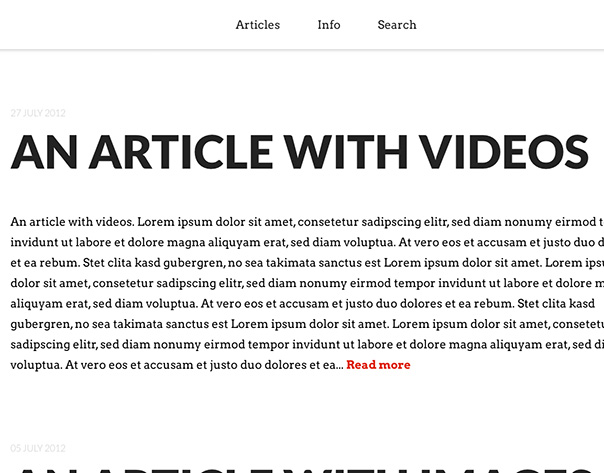 Articles Info Search
27 JULY 2012
AN ARTICLE WITH VIDEOS
An article with videos. Lorem ipsum dolor sit amet, consetetur sadipscing elitr, sed diam nonumy eirmod
invidunt ut labore et dolore magna aliquyam erat, sed diam voluptua. At vero eos et accusam et justo duo
et ea rebum. Stet clita kasd gubergren, no sea takimata sanctus est Lorem ipsum dolor sit amet. Lorem
dolor sit amet, consetetur sadipscing elitr, sed diam nonumy eirmod tempor invidunt ut labore et dolore
aliquyam erat, sed diam voluptua. At vero eos et accusam et justo duo dolores et ea rebum. Stet clita kasd
gubergren, no sea takimata sanctus est Lorem ipsum dolor sit amet. Lorem ipsum dolor sit amet,
sadipscing elitr, sed diam nonumy eirmod tempor invidunt ut labore et dolore magna aliquyam erat, sed
voluptua. At vero eos et accusam et justo duo dolores et ea... Read more
05 JULY 2012
AN ARTICLE WITH IMAGES